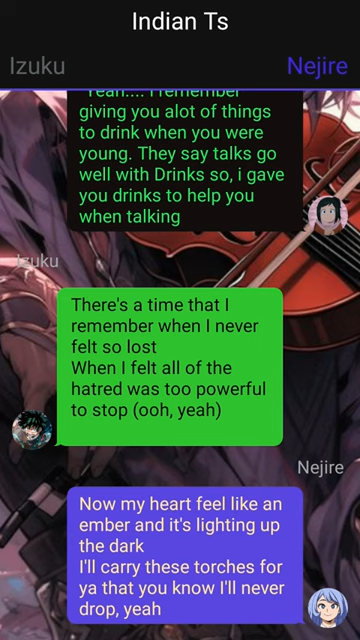 Indian Ts
Izuku
Nejire
"Yeah.... I remember
giving you alot of things
to drink when you were
young. They say talks go
well with Drinks so, i gave
you drinks to help you
when talking
Izuku
There's a time that I
remember when I never
felt so lost
When I felt all of the
hatred was too powerful
to stop (ooh, yeah)
Nejire
Now my heart feel like an
ember and it's lighting up
the dark
I'll carry these torches for
ya that you know I'll never
drop, yeah